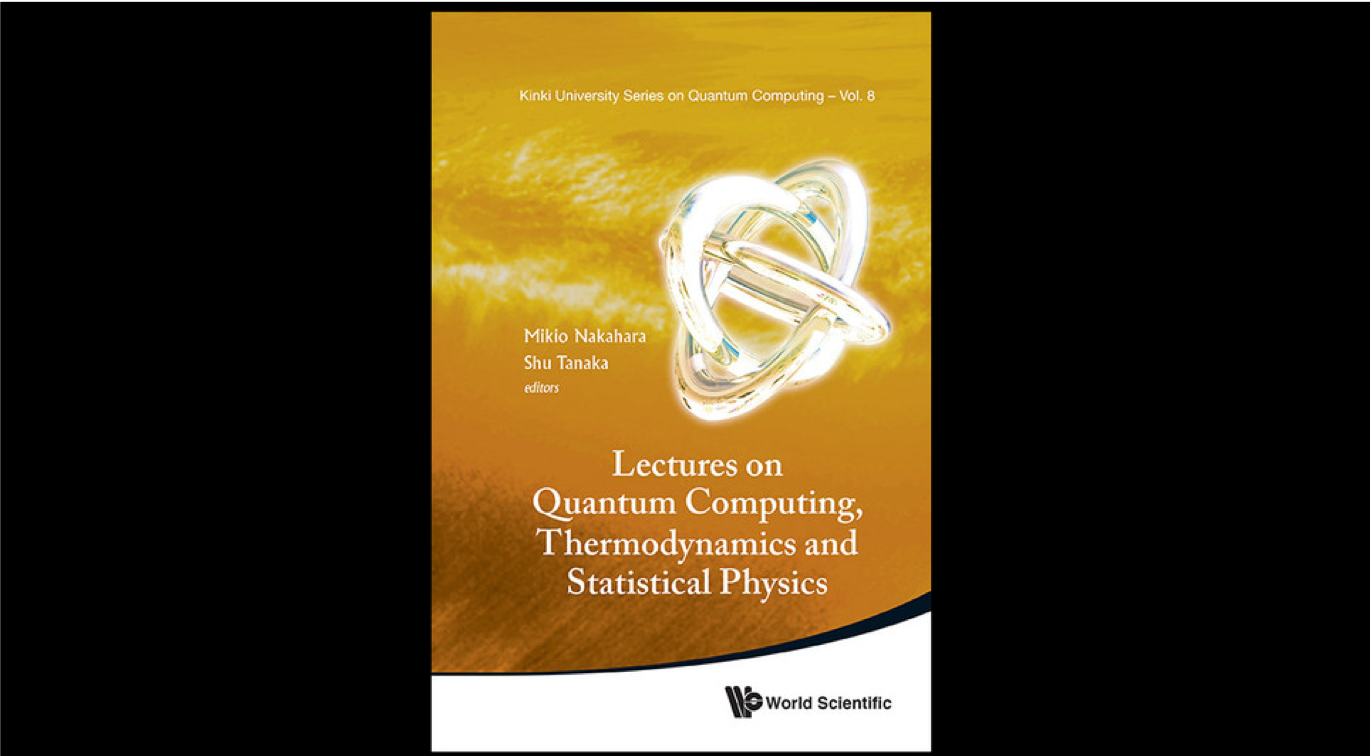 Kinki University Series on Quantum Computing – Vol. 8
Mikio Nakahara
Shu Tanaka
editors
Lectures on
Quantum Computing,
Thermodynamics and
Statistical Physics
World Scientific